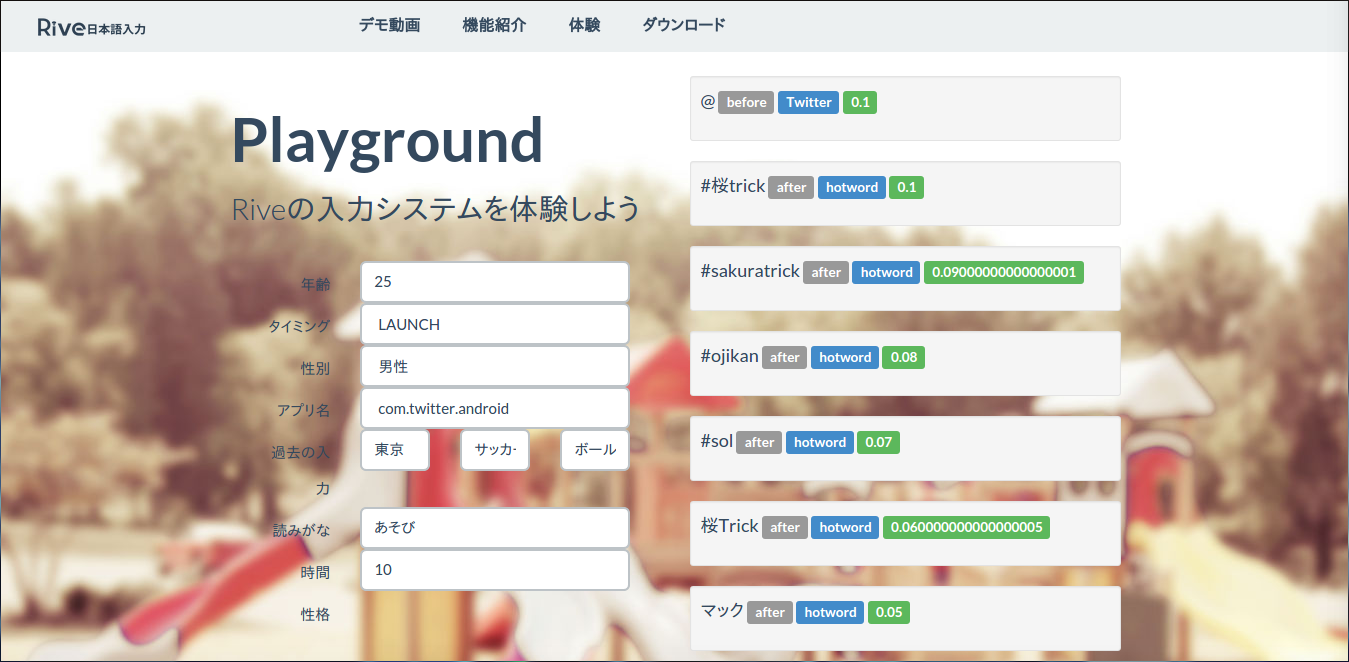 Rive日本語入力 デモ動画 機能紹介 体験 ダウンロード
Playground
Riveの入力システムを体験しよう
年齢 25
タイミング LAUNCH
性別 男性
アプリ名 com.twitter.android
過去の入力 東京 サッカー ボール
読みがな あそび
時間 10
性格
@ before Twitter 0.1
#桜trick after hotword 0.1
#sakuratrick after hotword 0.09000000000000001
#ojikan after hotword 0.08
#sol after hotword 0.07
桜Trick after hotword 0.060000000000000005
マック after hotword 0.05